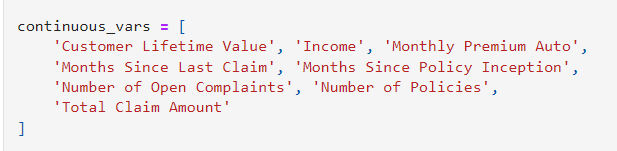 continuous_vars = [
    'Customer Lifetime Value', 'Income', 'Monthly Premium Auto',
    'Months Since Last Claim', 'Months Since Policy Inception',
    'Number of Open Complaints', 'Number of Policies',
    'Total Claim Amount'
]